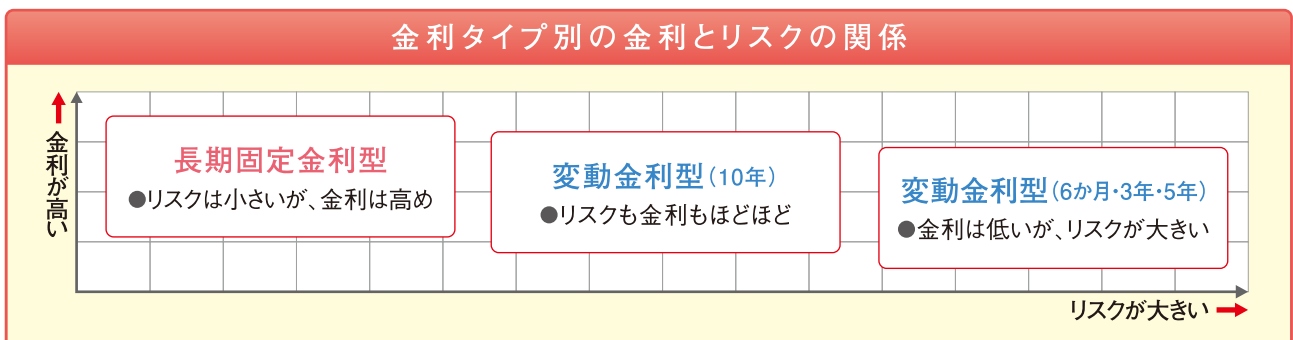 金利タイプ別の金利とリスクの関係
金利が高い
長期固定金利型
●リスクは小さいが、金利は高め
変動金利型(10年)
●リスクも金利もほどほど
変動金利型(6か月・3年・5年)
●金利は低いが、リスクが大きい
リスクが大きい